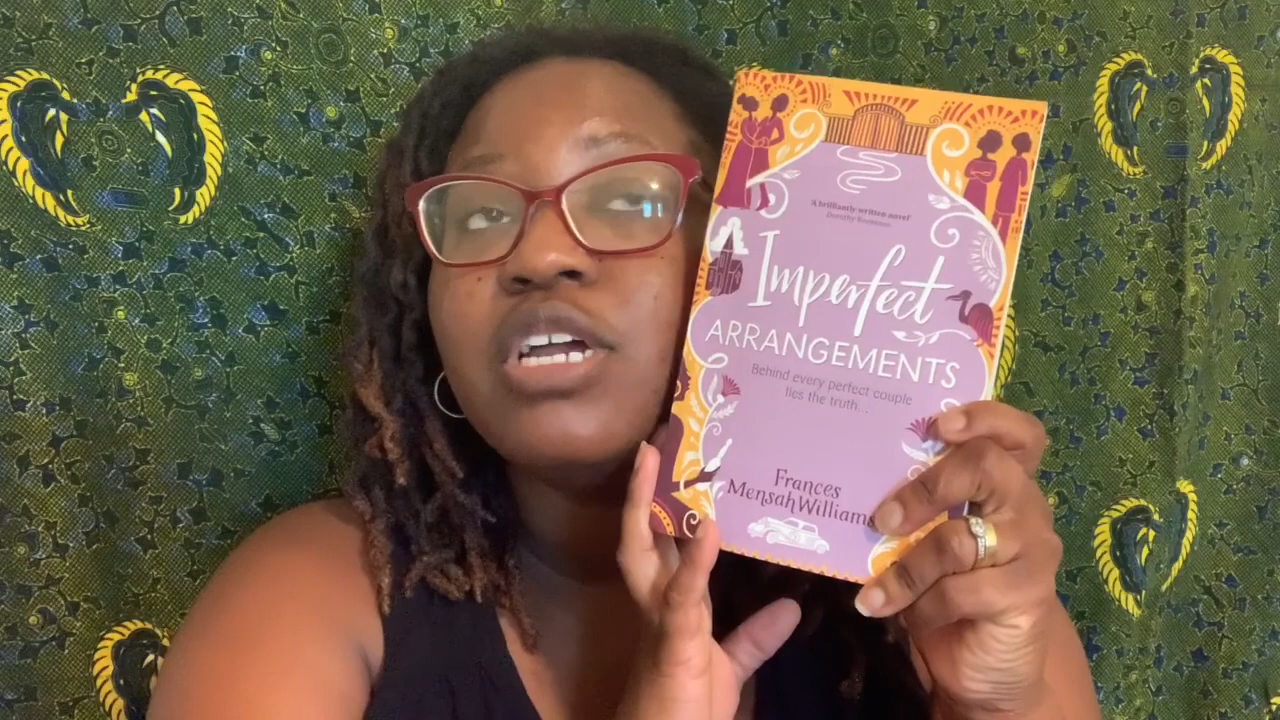 'A brilliantly written novel'
Dorothy Koomson
Imperfect
ARRANGEMENTS
Behind every perfect couple
lies the truth...
Frances
Mensah Williams